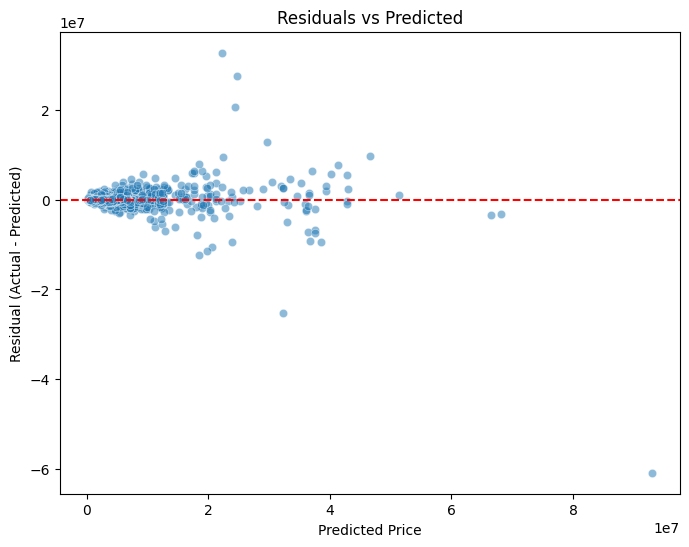 Residuals vs Predicted
1e7
2
0
−2
−4
−6
Residual (Actual - Predicted)
0
2
4
6
8
1e7
Predicted Price